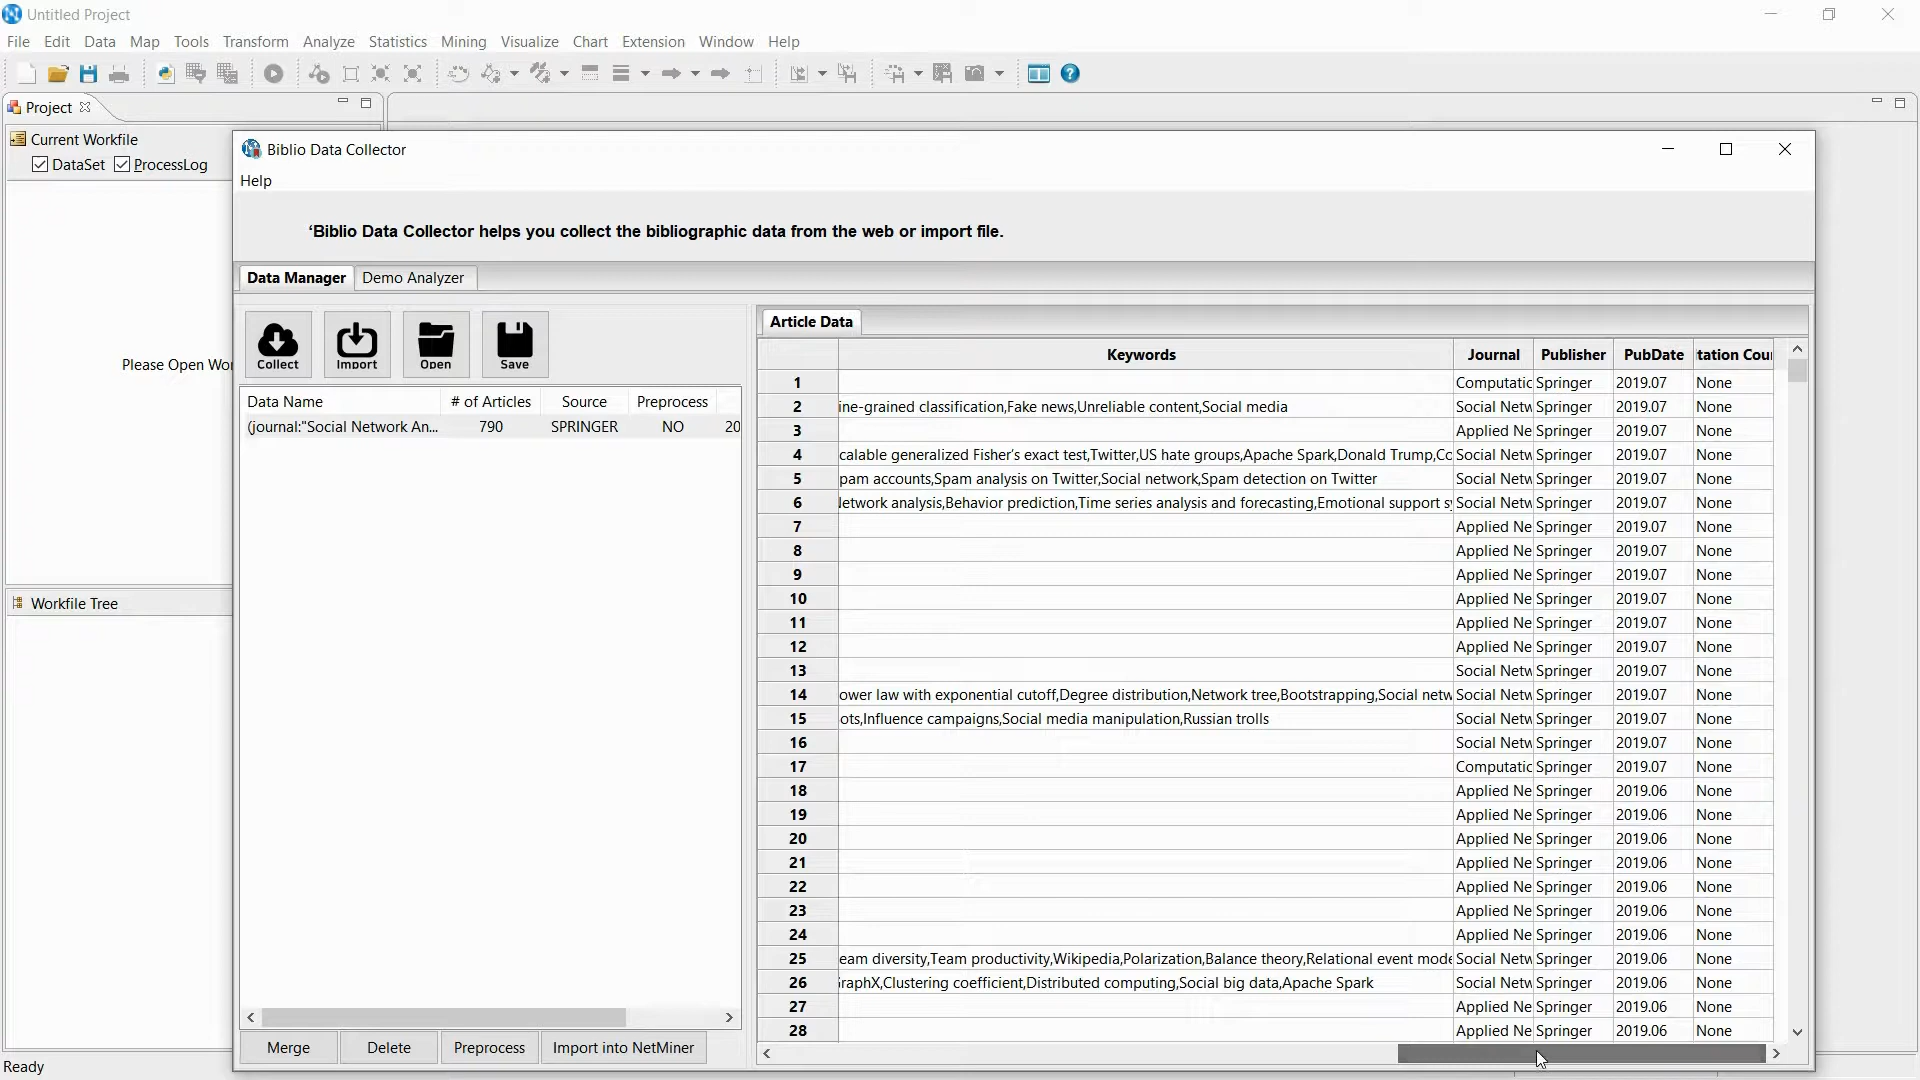 Untitled Project
File Edit Data Map Tools Transform Analyze Statistics Mining Visualize Chart Extension Window Help
Project
Current Workfile
DataSet ProcessLog
Please Open Wor
Workfile Tree
Ready
Biblio Data Collector
Help
‘Biblio Data Collector helps you collect the bibliographic data from the web or import file.
Data Manager Demo Analyzer
Collect Import Open Save
Data Name # of Articles Source Preprocess
(journal:"Social Network An... 790 SPRINGER NO 20
Merge Delete Preprocess Import into NetMiner
Article Data
Keywords Journal Publisher PubDate tation Cou
1 Computatic Springer 2019.07 None
2 ine-grained classification,Fake news,Unreliable content,Social media Social Netw Springer 2019.07 None
3 Applied Ne Springer 2019.07 None
4 calable generalized Fisher's exact test,Twitter,US hate groups,Apache Spark,Donald Trump,Cc Social Netw Springer 2019.07 None
5 pam accounts,Spam analysis on Twitter,Social network,Spam detection on Twitter Social Netw Springer 2019.07 None
6 Network analysis,Behavior prediction,Time series analysis and forecasting,Emotional support sy Social Netw Springer 2019.07 None
7 Applied Ne Springer 2019.07 None
8 Applied Ne Springer 2019.07 None
9 Applied Ne Springer 2019.07 None
10 Applied Ne Springer 2019.07 None
11 Applied Ne Springer 2019.07 None
12 Applied Ne Springer 2019.07 None
13 Social Netw Springer 2019.07 None
14 ower law with exponential cutoff,Degree distribution,Network tree,Bootstrapping,Social netw Social Netw Springer 2019.07 None
15 ots,Influence campaigns,Social media manipulation,Russian trolls Social Netw Springer 2019.07 None
16 Social Netw Springer 2019.07 None
17 Computatic Springer 2019.07 None
18 Applied Ne Springer 2019.06 None
19 Applied Ne Springer 2019.06 None
20 Applied Ne Springer 2019.06 None
21 Applied Ne Springer 2019.06 None
22 Applied Ne Springer 2019.06 None
23 Applied Ne Springer 2019.06 None
24 Applied Ne Springer 2019.06 None
25 eam diversity,Team productivity,Wikipedia,Polarization,Balance theory,Relational event mode Social Netw Springer 2019.06 None
26 raphX,Clustering coefficient,Distributed computing,Social big data,Apache Spark Social Netw Springer 2019.06 None
27 Applied Ne Springer 2019.06 None
28 Applied Ne Springer 2019.06 None